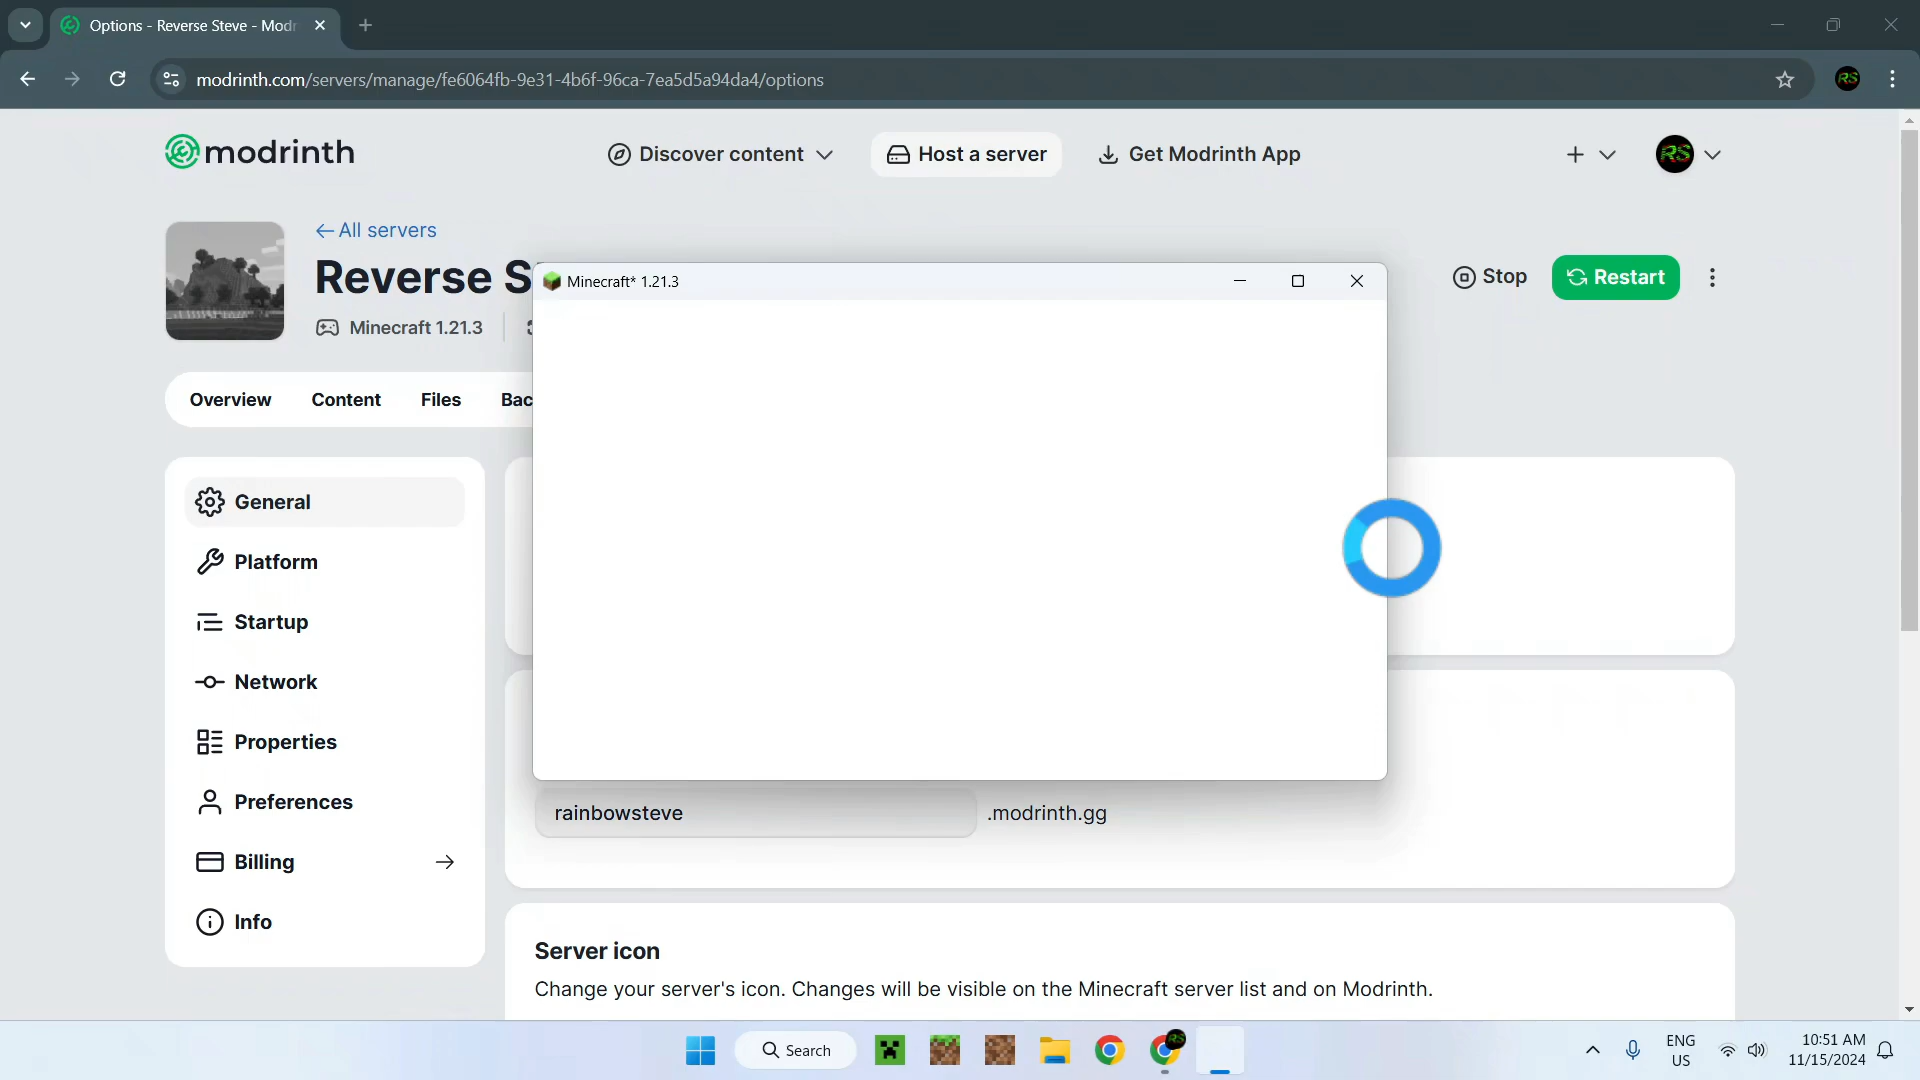 Options - Reverse Steve - Modr
modrinth.com/servers/manage/fe6064fb-9e31-4b6f-96ca-7ea5d5a94da4/options
RS
modrinth
Discover content
Host a server
Get Modrinth App
RS
← All servers
Reverse S
Minecraft 1.21.3
Stop
Restart
Minecraft* 1.21.3
Overview
Content
Files
Bac
General
Platform
Startup
Network
Properties
Preferences
Billing
Info
rainbowsteve
.modrinth.gg
Server icon
Change your server's icon. Changes will be visible on the Minecraft server list and on Modrinth.
Search
RS
ENG
US
10:51 AM
11/15/2024